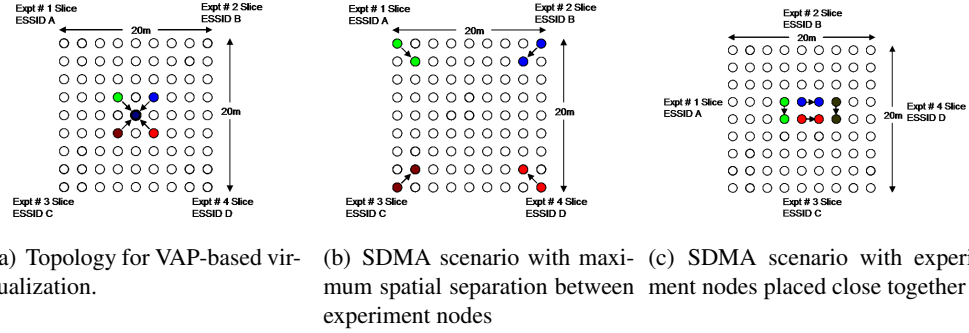 Expt # 1 Slice
ESSID A
Expt # 2 Slice
ESSID B
20m
20m
Expt # 3 Slice
ESSID C
Expt # 4 Slice
ESSID D
a) Topology for VAP-based vir-
ualization.
Expt # 1 Slice
ESSID A
Expt # 2 Slice
ESSID B
20m
20m
Expt # 3 Slice
ESSID C
Expt # 4 Slice
ESSID D
(b) SDMA scenario with maxi-
mum spatial separation between
experiment nodes
Expt # 2 Slice
ESSID B
20m
Expt # 1 Slice
ESSID A
Expt # 4 Slice
20m ESSID D
Expt # 3 Slice
ESSID C
(c) SDMA scenario with experi
ment nodes placed close together